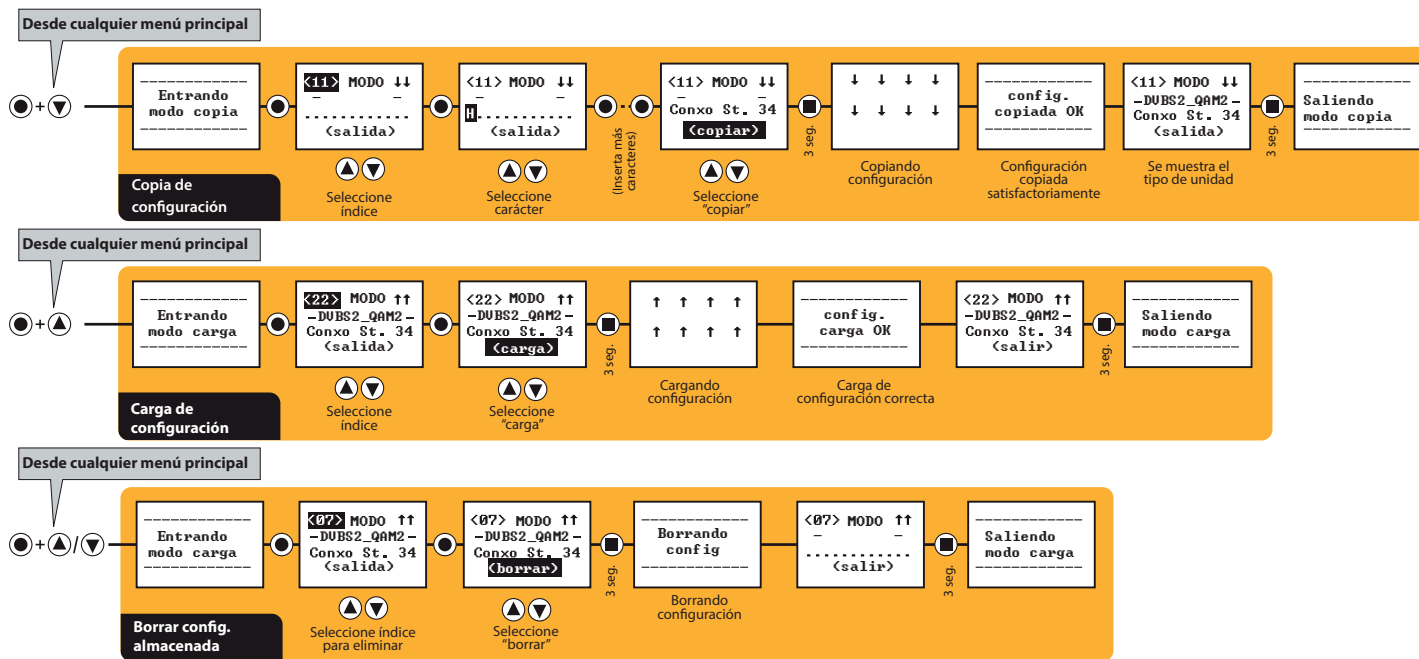 Desde cualquier menú principal
+
------------
Entrando
modo copia
------------
<11> MODO ↓↓
– –
............
(salida)
Seleccione
índice
<11> MODO ↓↓
– –
H...........
(salida)
Seleccione
carácter
(Inserta más
caracteres)
<11> MODO ↓↓
– –
Conxo St. 34
(copiar)
Seleccione
“copiar”
3 seg.
↓ ↓ ↓ ↓
↓ ↓ ↓ ↓
Copiando
configuración
------------
config.
copiada OK
------------
Configuración
copiada
satisfactoriamente
<11> MODO ↓↓
-DVBS2_QAM2-
Conxo St. 34
(salida)
Se muestra el
tipo de unidad
3 seg.
------------
Saliendo
modo copia
------------
Copia de
configuración
Desde cualquier menú principal
+
------------
Entrando
modo carga
------------
<22> MODO ↑↑
-DVBS2_QAM2-
Conxo St. 34
(salida)
Seleccione
índice
<22> MODO ↑↑
-DVBS2_QAM2-
Conxo St. 34
(carga)
Seleccione
“carga”
3 seg.
↑ ↑ ↑ ↑
↑ ↑ ↑ ↑
Cargando
configuración
------------
config.
carga OK
------------
Carga de
configuración correcta
<22> MODO ↑↑
-DVBS2_QAM2-
Conxo St. 34
(salir)
3 seg.
------------
Saliendo
modo carga
------------
Carga de
configuración
Desde cualquier menú principal
+ /
------------
Entrando
modo carga
------------
<07> MODO ↑↑
-DVBS2_QAM2-
Conxo St. 34
(salida)
Seleccione índice
para eliminar
<07> MODO ↑↑
-DVBS2_QAM2-
Conxo St. 34
(borrar)
Seleccione
“borrar”
3 seg.
------------
Borrando
config
------------
Borrando
configuración
<07> MODO ↑↑
– –
............
(salir)
3 seg.
------------
Saliendo
modo carga
------------
Borrar config.
almacenada